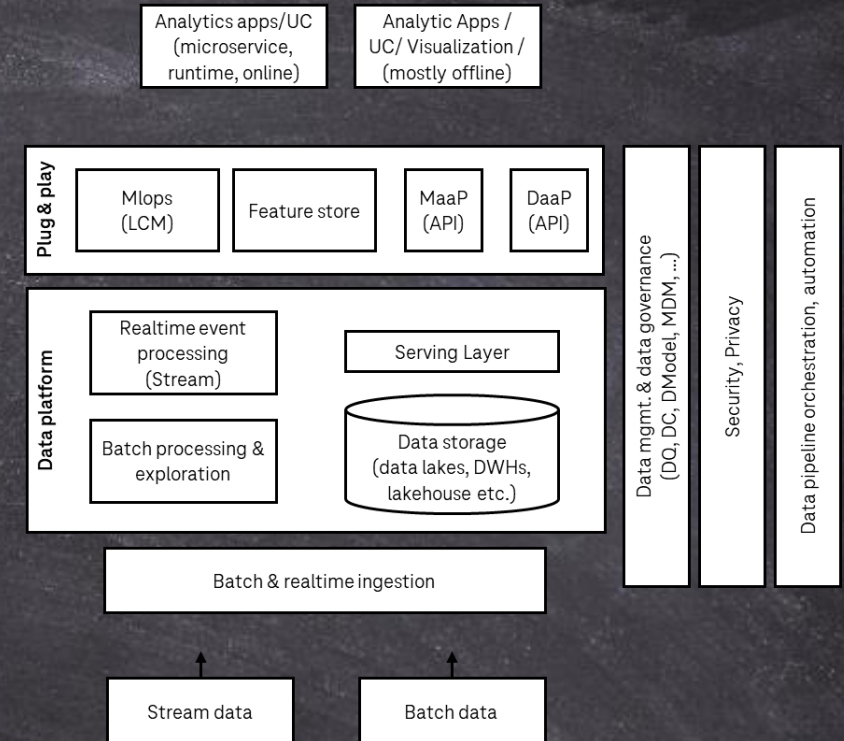 Analytics apps/UC
(microservice,
runtime, online)
Analytic Apps /
UC/ Visualization /
(mostly offline)
Plug & play
Mlops
(LCM)
Feature store
MaaP
(API)
DaaP
(API)
Data platform
Realtime event
processing
(Stream)
Serving Layer
Batch processing &
exploration
Data storage
(data lakes, DWHs,
lakehouse etc.)
Data mgmt. & data governance
(DQ, DC, DModel, MDM, ...)
Security, Privacy
Data pipeline orchestration, automation
Batch & realtime ingestion
Stream data
Batch data